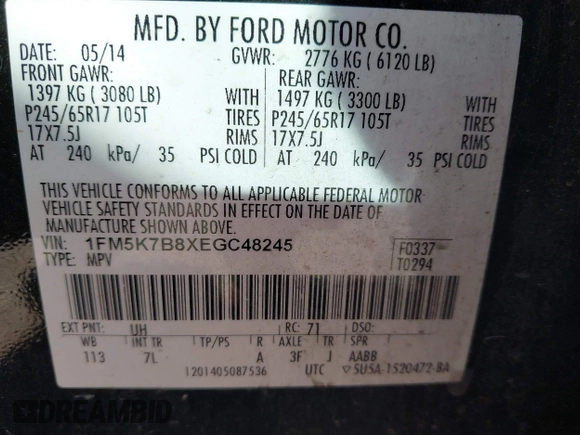 MFD. BY FORD MOTOR CO.
DATE: 05/14 GVWR: 2776 KG ( 6120 LB)
FRONT GAWR: REAR GAWR:
1397 KG ( 3080 LB) WITH 1497 KG ( 3300 LB) WITH
P245/65R17 105T TIRES P245/65R17 105T TIRES
17X7.5J RIMS 17X7.5J RIMS
AT 240 kPa/ 35 PSI COLD AT 240 kPa/ 35 PSI COLD
THIS VEHICLE CONFORMS TO ALL APPLICABLE FEDERAL MOTOR
VEHICLE SAFETY STANDARDS IN EFFECT ON THE DATE OF
MANUFACTURE SHOWN ABOVE.
VIN: 1FM5K7B8XEGC48245 F0337
TYPE: MPV T0294
EXT PNT: UH RC: 71 DSO:
WB INT TR TP/PS R AXLE TR SPR
113 7L A 3F J AABB
1201405087536 UTC ▽5U5A-1520472-BA
DREAMBID